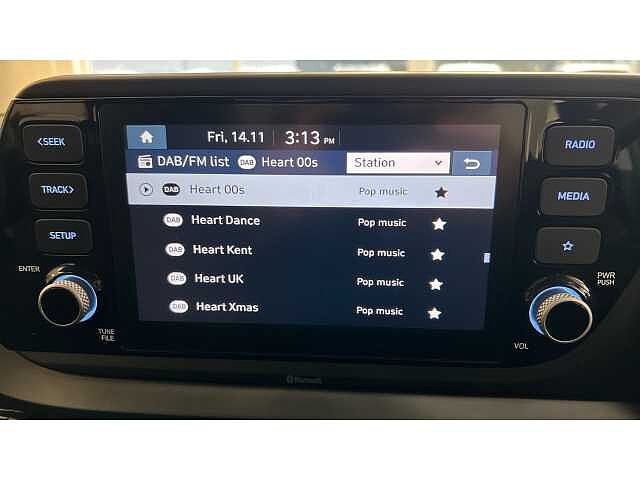 <SEEK
TRACK>
SETUP
ENTER
TUNE
FILE
Fri, 14.11 3:13 PM
DAB/FM list DAB Heart 00s Station
DAB Heart 00s Pop music
DAB Heart Dance Pop music
DAB Heart Kent Pop music
DAB Heart UK Pop music
DAB Heart Xmas Pop music
RADIO
MEDIA
PWR
PUSH
VOL
Bluetooth